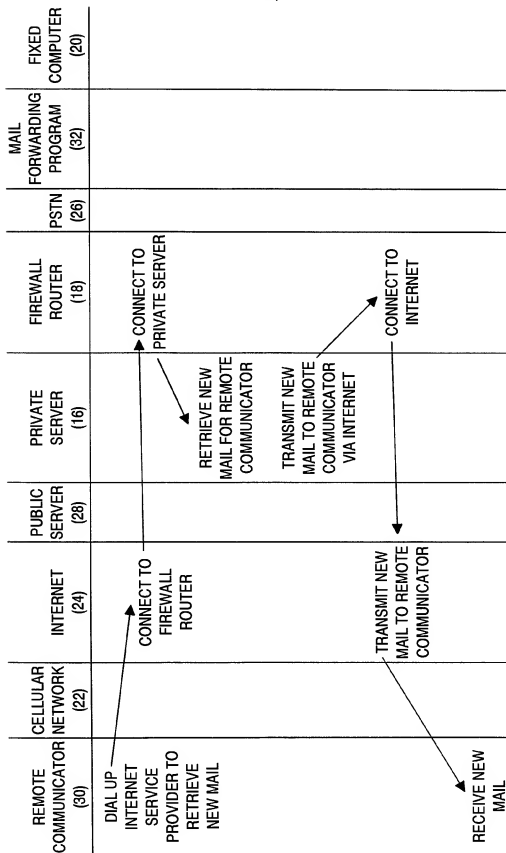 REMOTE
COMMUNICATOR
(30)
CELLULAR
NETWORK
(22)
INTERNET
(24)
PUBLIC
SERVER
(28)
PRIVATE
SERVER
(16)
FIREWALL
ROUTER
(18)
PSTN
(26)
MAIL
FORWARDING
PROGRAM
(32)
FIXED
COMPUTER
(20)
DIAL UP
INTERNET
SERVICE
PROVIDER TO
RETRIEVE
NEW MAIL
CONNECT TO
FIREWALL
ROUTER
CONNECT TO
PRIVATE SERVER
RETRIEVE NEW
MAIL FOR REMOTE
COMMUNICATOR
TRANSMIT NEW
MAIL TO REMOTE
COMMUNICATOR
VIA INTERNET
CONNECT TO
INTERNET
TRANSMIT NEW
MAIL TO REMOTE
COMMUNICATOR
RECEIVE NEW
MAIL